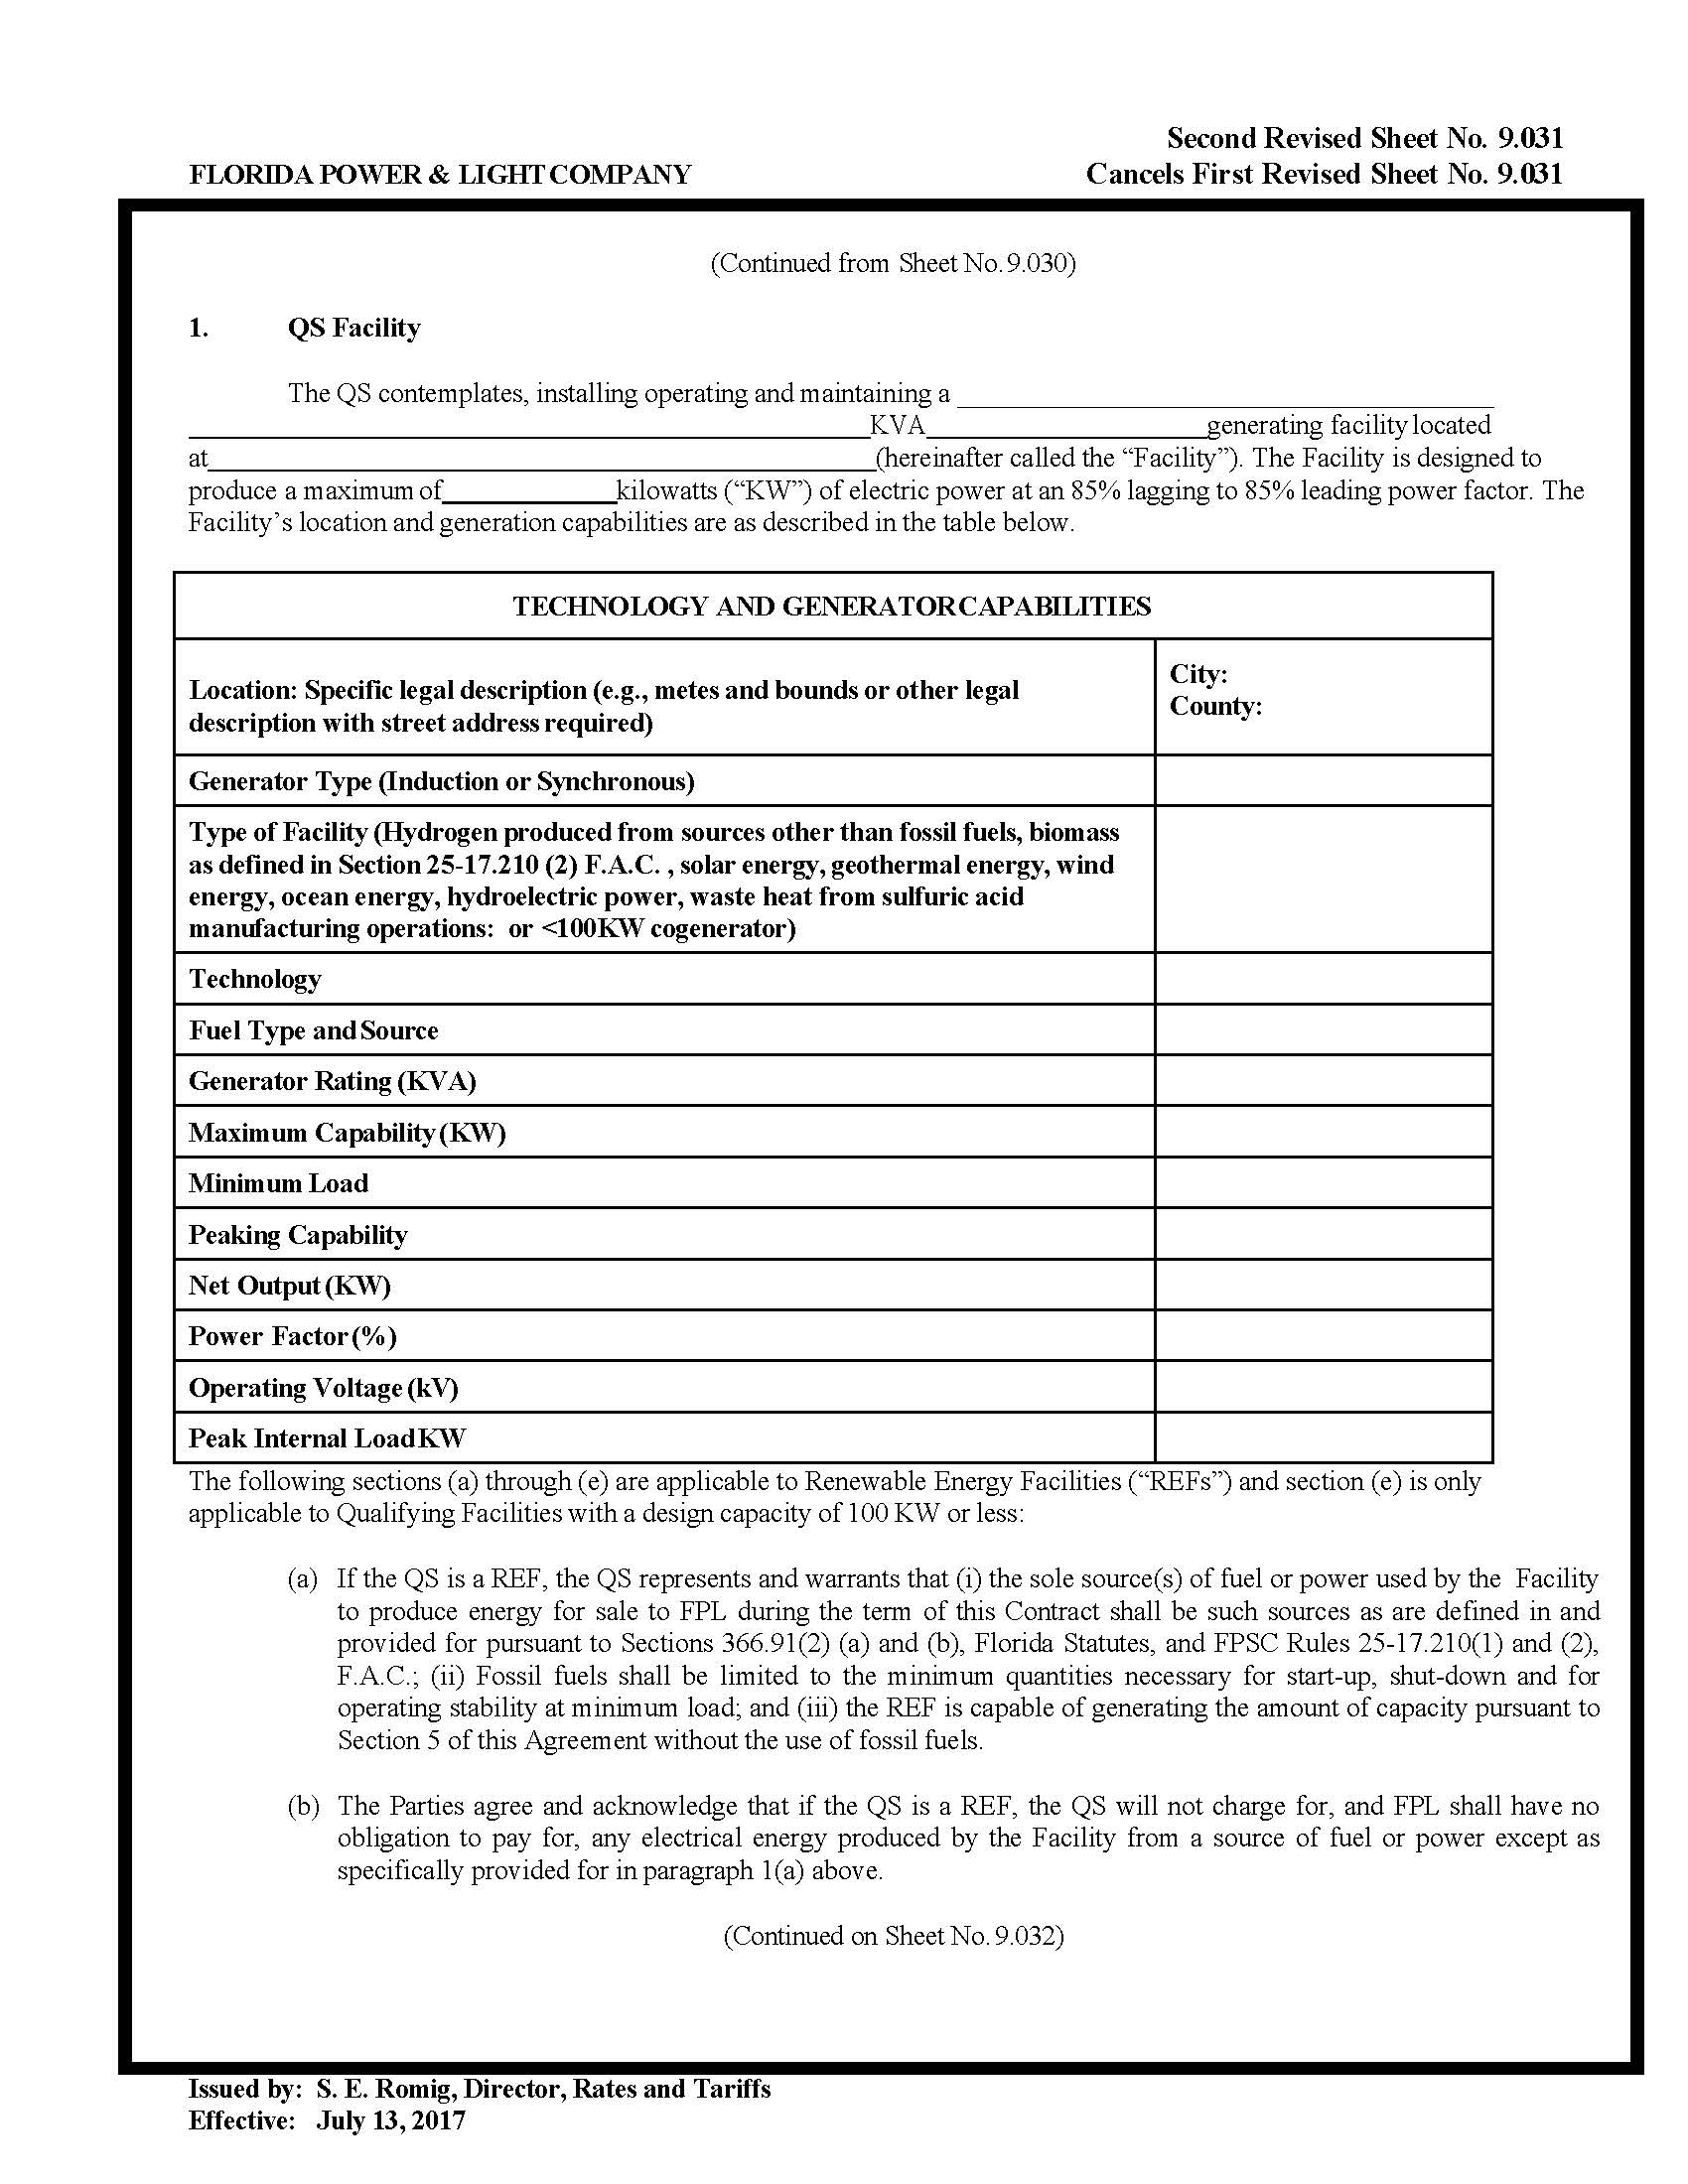 Second Revised Sheet No. 9.031
FLORIDA POWER & LIGHT COMPANY
Cancels First Revised Sheet No. 9.031
(Continued from Sheet No. 9.030)
1. QS Facility
The QS contemplates, installing operating and maintaining a ____________________
____________________KVA____________________generating facility located
at____________________(hereinafter called the “Facility”). The Facility is designed to
produce a maximum of____________kilowatts (“KW”) of electric power at an 85% lagging to 85% leading power factor. The
Facility’s location and generation capabilities are as described in the table below.
TECHNOLOGY AND GENERATOR CAPABILITIES
Location: Specific legal description (e.g., metes and bounds or other legal
description with street address required)
City:
County:
Generator Type (Induction or Synchronous)
Type of Facility (Hydrogen produced from sources other than fossil fuels, biomass
as defined in Section 25-17.210 (2) F.A.C. , solar energy, geothermal energy, wind
energy, ocean energy, hydroelectric power, waste heat from sulfuric acid
manufacturing operations: or <100KW cogenerator)
Technology
Fuel Type and Source
Generator Rating (KVA)
Maximum Capability (KW)
Minimum Load
Peaking Capability
Net Output (KW)
Power Factor (%)
Operating Voltage (kV)
Peak Internal Load KW
The following sections (a) through (e) are applicable to Renewable Energy Facilities (“REFs”) and section (e) is only
applicable to Qualifying Facilities with a design capacity of 100 KW or less:
(a) If the QS is a REF, the QS represents and warrants that (i) the sole source(s) of fuel or power used by the Facility
to produce energy for sale to FPL during the term of this Contract shall be such sources as are defined in and
provided for pursuant to Sections 366.91(2) (a) and (b), Florida Statutes, and FPSC Rules 25-17.210(1) and (2),
F.A.C.; (ii) Fossil fuels shall be limited to the minimum quantities necessary for start-up, shut-down and for
operating stability at minimum load; and (iii) the REF is capable of generating the amount of capacity pursuant to
Section 5 of this Agreement without the use of fossil fuels.
(b) The Parties agree and acknowledge that if the QS is a REF, the QS will not charge for, and FPL shall have no
obligation to pay for, any electrical energy produced by the Facility from a source of fuel or power except as
specifically provided for in paragraph 1(a) above.
(Continued on Sheet No. 9.032)
Issued by: S. E. Romig, Director, Rates and Tariffs
Effective: July 13, 2017